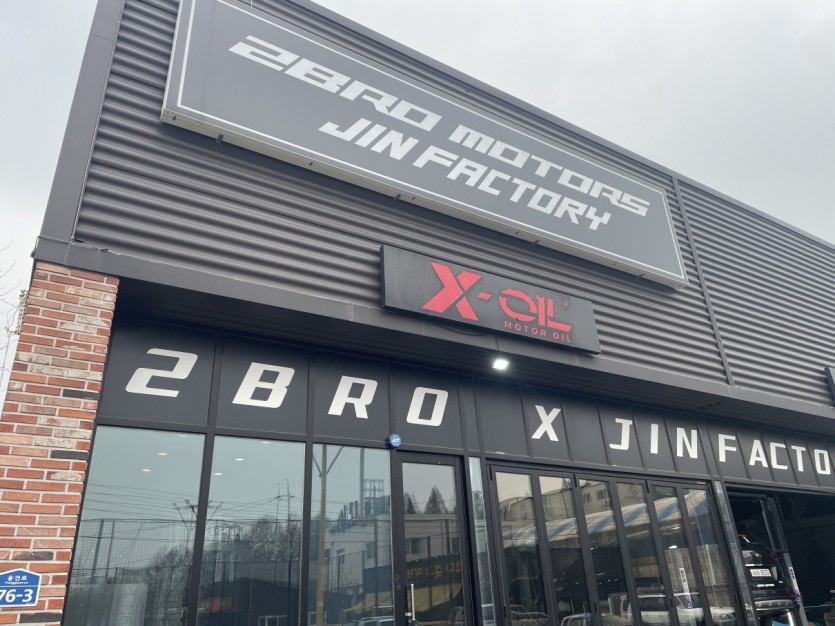 2BRO MOTORS
JIN FACTORY
X-OIL
MOTOR OIL
2BRO X JIN FACTO
76-3